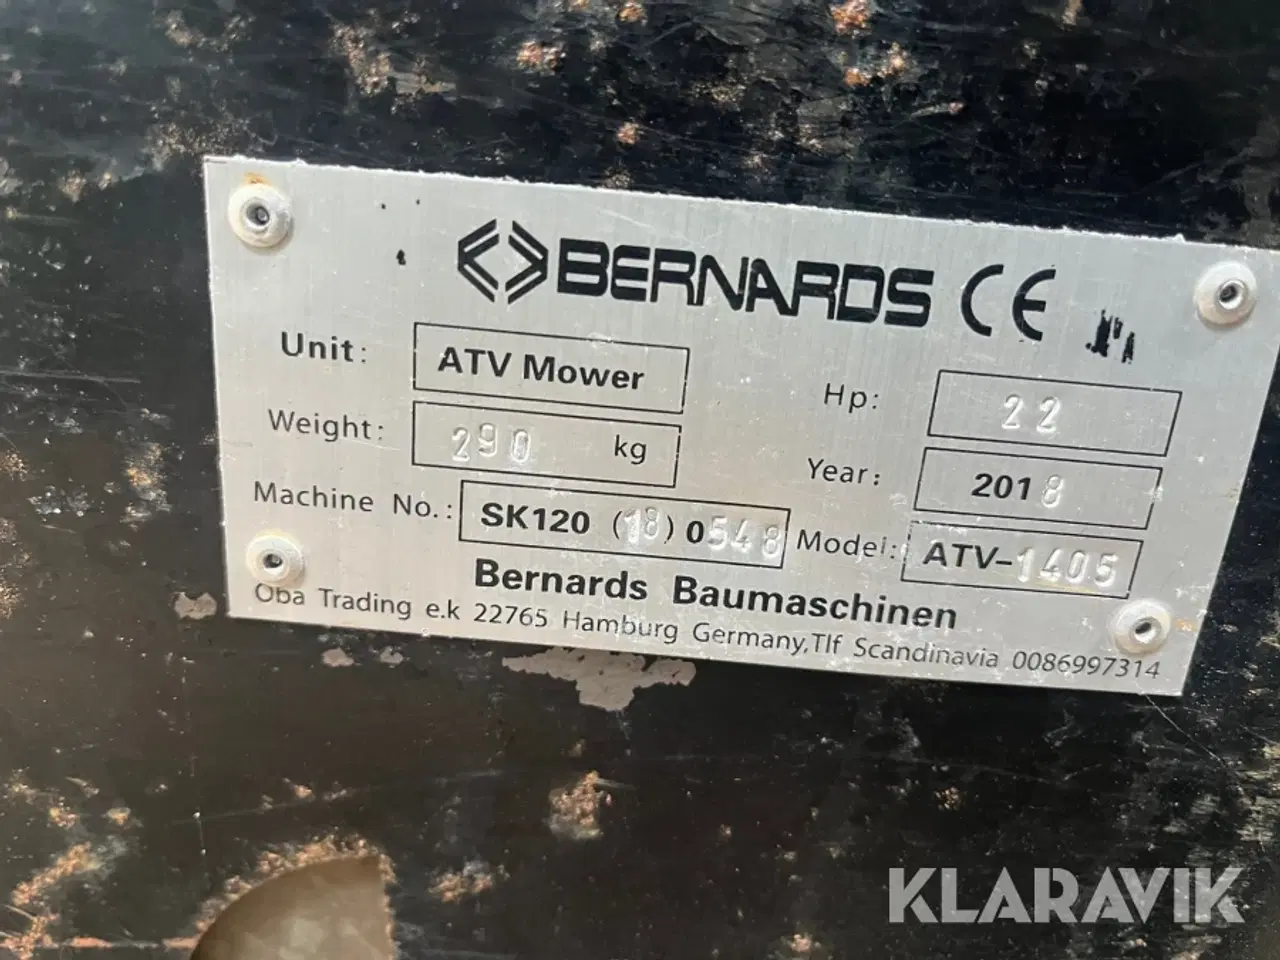 BERNARDS CE
Unit: ATV Mower
Hp: 22
Weight: 290 kg
Year: 2018
Machine No.: SK120 (18) 0548
Model: ATV-1405
Bernards Baumaschinen
Oba Trading e.k 22765 Hamburg Germany,Tlf Scandinavia 0086997314
KLARAVIK